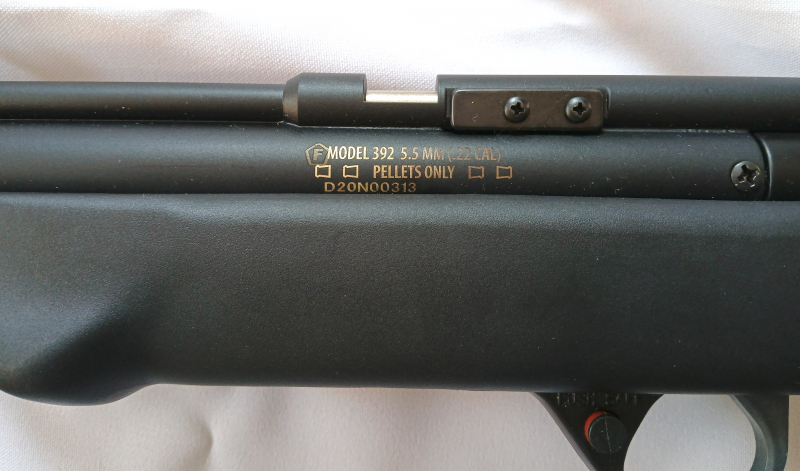 F MODEL 392 5.5 MM (.22 CAL)
PELLETS ONLY
D20N00313